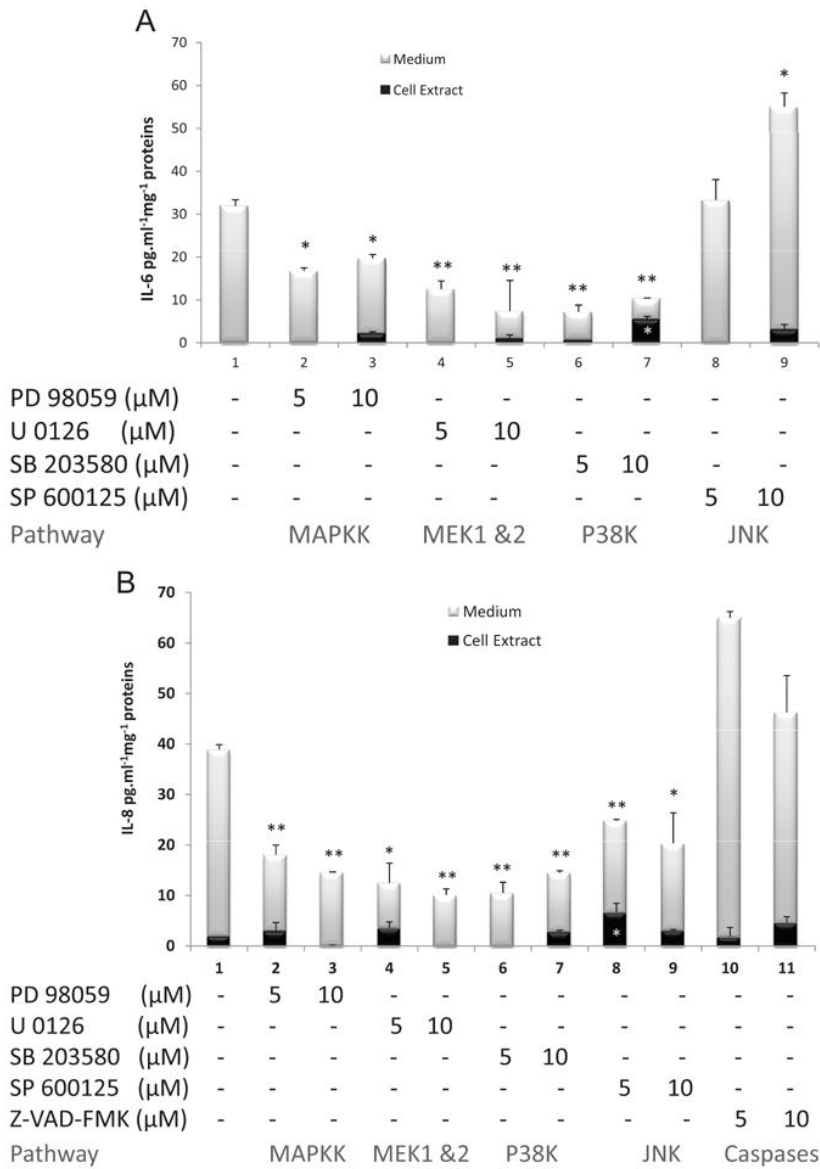 A
70
Medium
60
Cell Extract
*
50
40
30
20
10
0
* * ** ** ** ** *
IL-6 pg.ml-1mg-1 proteins
1 2 3 4 5 6 7 8 9
PD 98059 (μM) - 5 10 - - - - - -
U 0126 (μM) - - - 5 10 - - - -
SB 203580 (μM) - - - - - 5 10 - -
SP 600125 (μM) - - - - - - - 5 10
Pathway MAPKK MEK1 &2 P38K JNK
B
70
Medium
60
Cell Extract
50
40
30
20
10
0
** ** * ** ** ** ** * *
IL-8 pg.ml-1mg-1 proteins
1 2 3 4 5 6 7 8 9 10 11
PD 98059 (μM) - 5 10 - - - - - - - -
U 0126 (μM) - - - 5 10 - - - - - -
SB 203580 (μM) - - - - - 5 10 - - - -
SP 600125 (μM) - - - - - - - 5 10 - -
Z-VAD-FMK (μM) - - - - - - - - - 5 10
Pathway MAPKK MEK1 &2 P38K JNK Caspases